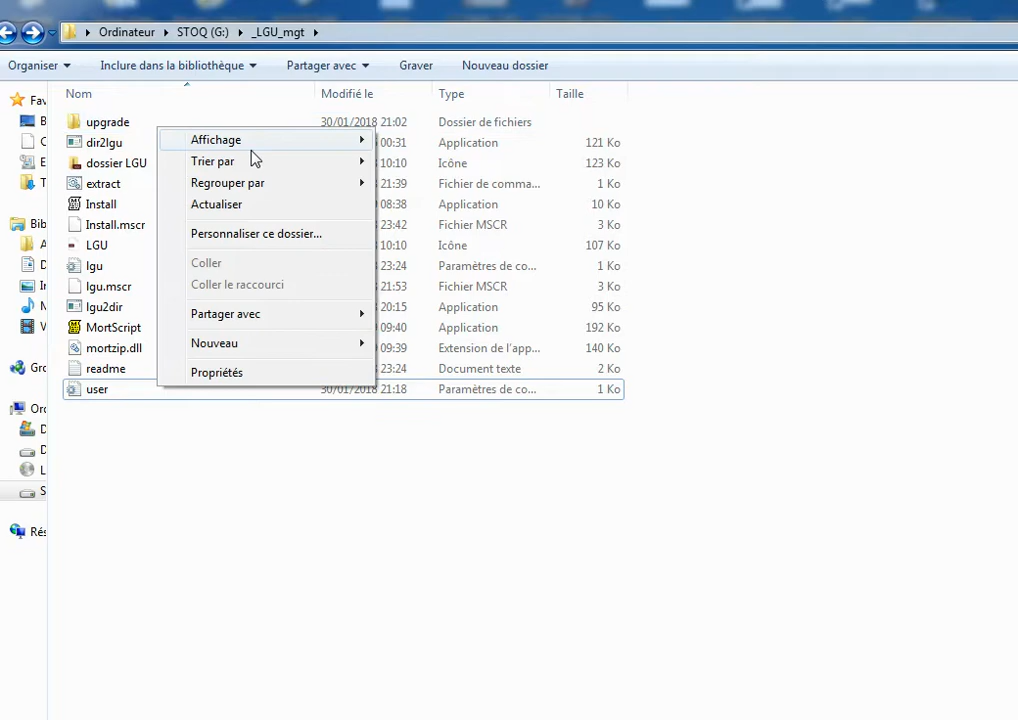 Ordinateur STOQ (G:) _LGU_mgt
Organiser Inclure dans la bibliothèque Partager avec Graver Nouveau dossier
Nom Modifié le Type Taille
Fav
upgrade 30/01/2018 21:02 Dossier de fichiers
B
Affichage
dir2lgu 00:31 Application 121 Ko
C
Trier par
dossier LGU 10:10 Icône 123 Ko
E
Regrouper par
extract 21:39 Fichier de comma... 1 Ko
T
Actualiser
Install 08:38 Application 10 Ko
Bib
Install.mscr 23:42 Fichier MSCR 3 Ko
Personnaliser ce dossier...
A
LGU 10:10 Icône 107 Ko
Coller
D
lgu 23:24 Paramètres de co... 1 Ko
Coller le raccourci
Ir
lgu.mscr 21:53 Fichier MSCR 3 Ko
M
lgu2dir 20:15 Application 95 Ko
Partager avec
V
MortScript 09:40 Application 192 Ko
Nouveau
mortzip.dll 09:39 Extension de l'app... 140 Ko
Gro
readme 23:24 Document texte 2 Ko
Propriétés
user 30/01/2018 21:18 Paramètres de co... 1 Ko
Ord
D
D
L
S
Rés